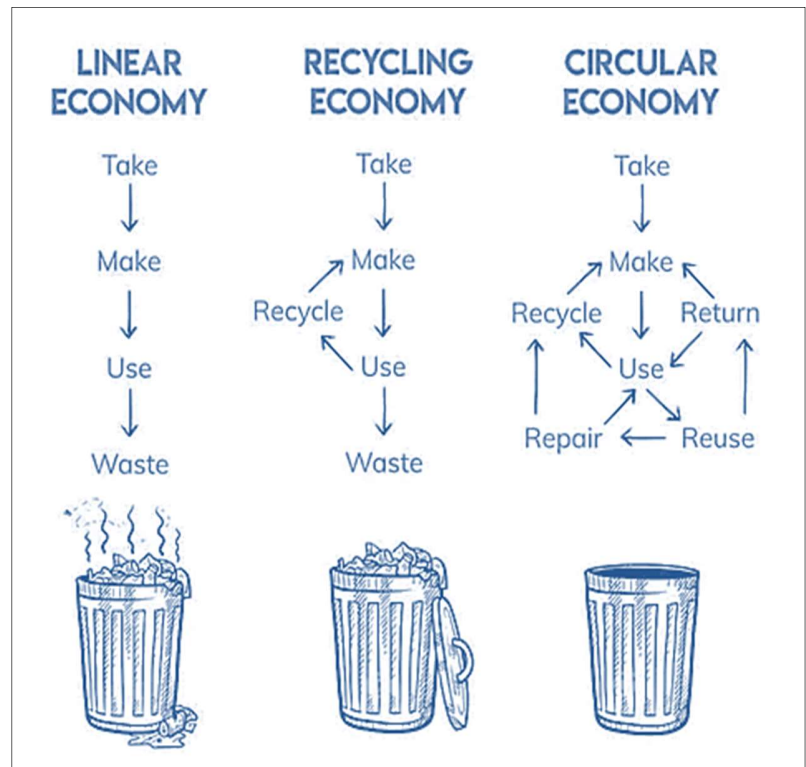 LINEAR
ECONOMY
Take
Make
Use
Waste
RECYCLING
ECONOMY
Take
Make
Recycle
Use
Waste
CIRCULAR
ECONOMY
Take
Make
Recycle
Return
Use
Repair
Reuse